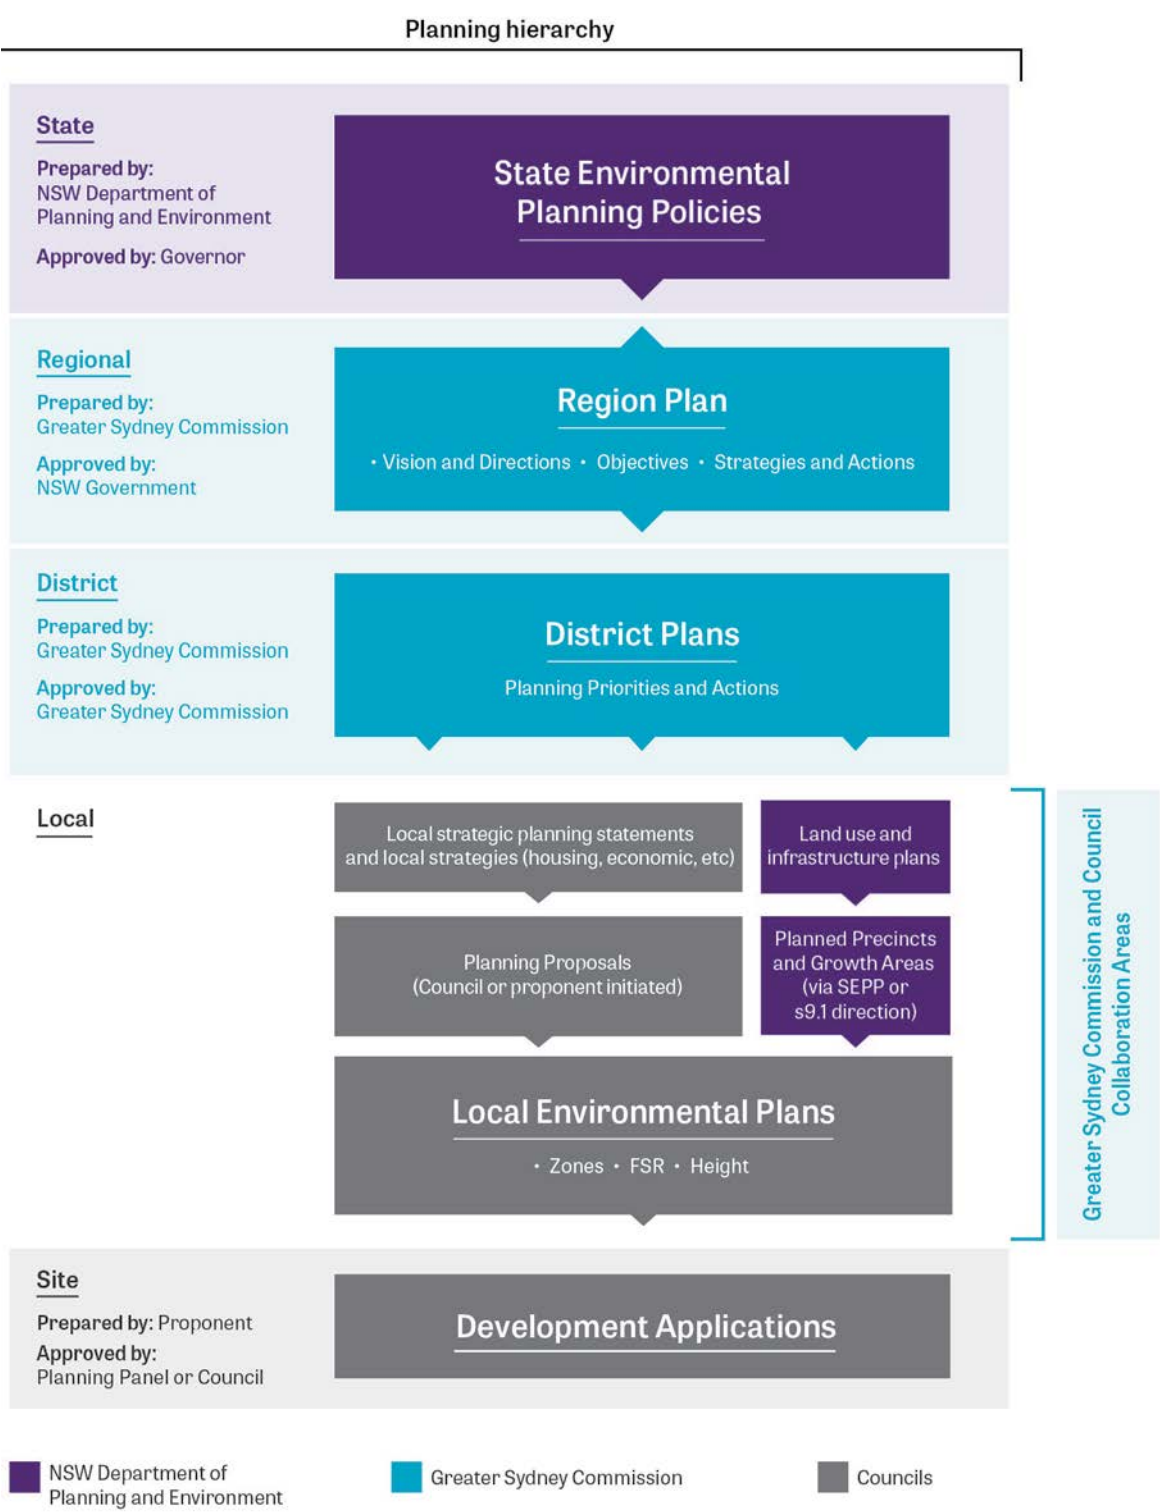 Planning hierarchy
State
Prepared by:
NSW Department of
Planning and Environment
Approved by: Governor
State Environmental
Planning Policies
Regional
Prepared by:
Greater Sydney Commission
Approved by:
NSW Government
Region Plan
• Vision and Directions • Objectives • Strategies and Actions
District
Prepared by:
Greater Sydney Commission
Approved by:
Greater Sydney Commission
District Plans
Planning Priorities and Actions
Local
Local strategic planning statements
and local strategies (housing, economic, etc)
Land use and
infrastructure plans
Planning Proposals
(Council or proponent initiated)
Planned Precincts
and Growth Areas
(via SEPP or
s9.1 direction)
Local Environmental Plans
• Zones • FSR • Height
Greater Sydney Commission and Council
Collaboration Areas
Site
Prepared by: Proponent
Approved by:
Planning Panel or Council
Development Applications
NSW Department of
Planning and Environment
Greater Sydney Commission
Councils